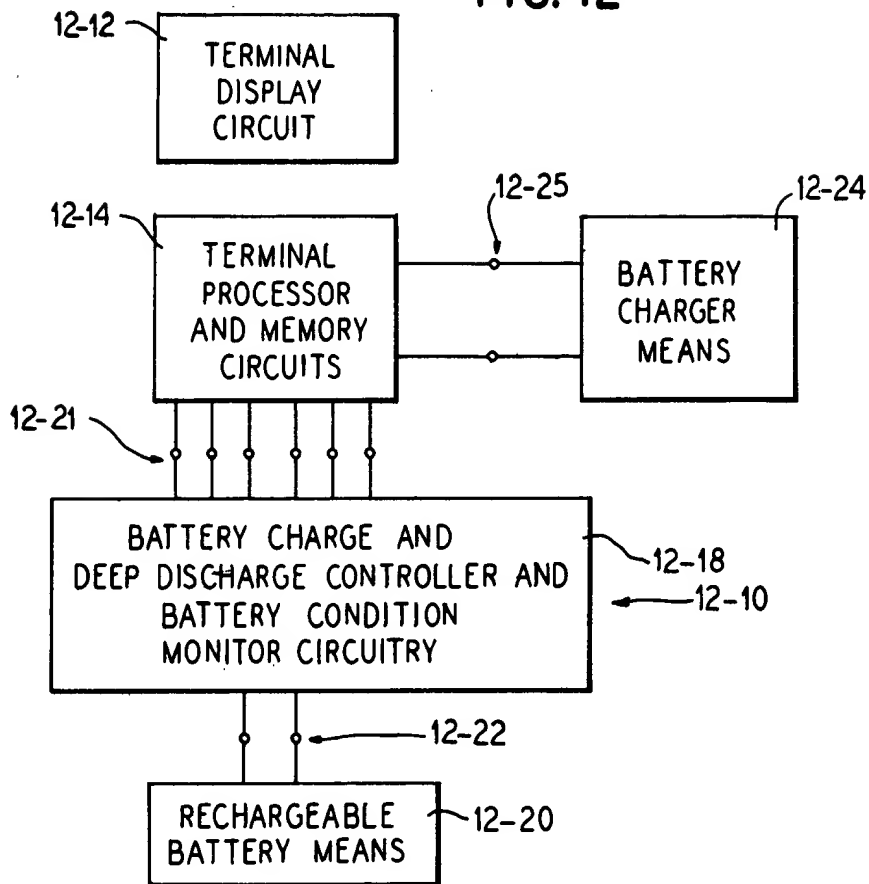 FIG. 12
12-12
TERMINAL
DISPLAY
CIRCUIT
12-14
TERMINAL
PROCESSOR
AND MEMORY
CIRCUITS
12-25
12-24
BATTERY
CHARGER
MEANS
12-21
BATTERY CHARGE AND
DEEP DISCHARGE CONTROLLER AND
BATTERY CONDITION
MONITOR CIRCUITRY
12-18
12-10
12-22
RECHARGEABLE
BATTERY MEANS
12-20